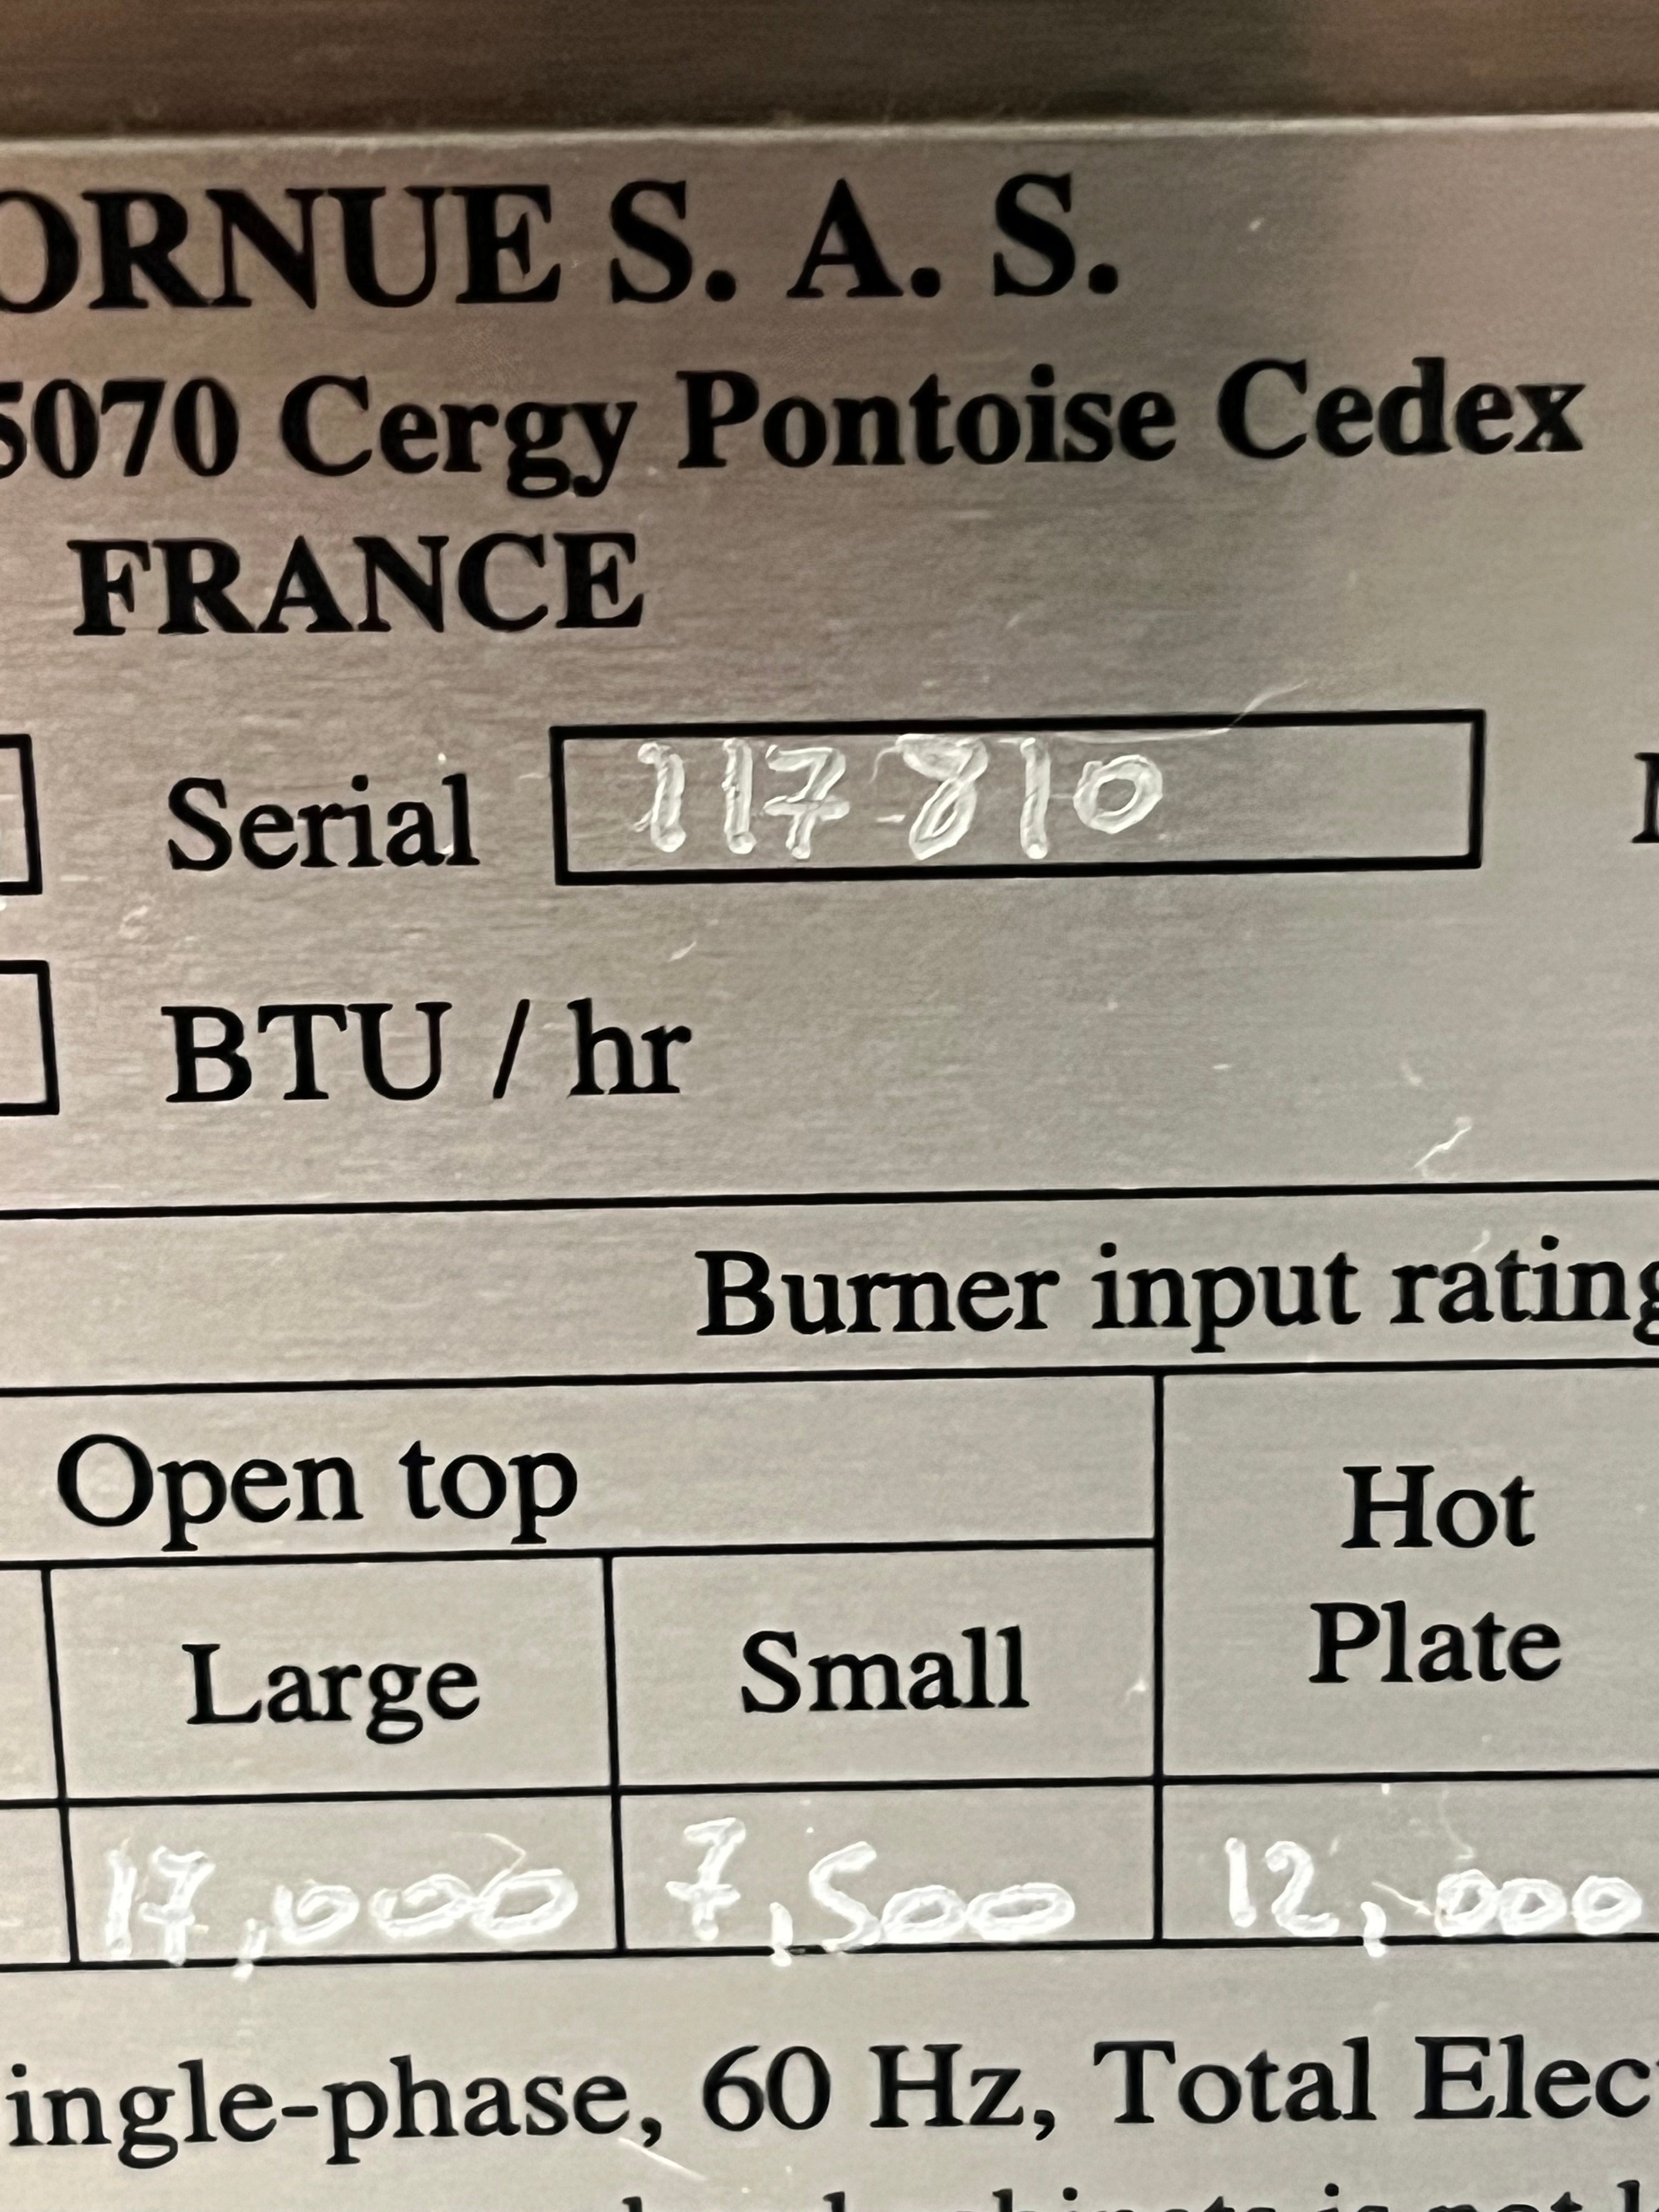 ORNUE S. A. S.
5070 Cergy Pontoise Cedex
FRANCE
Serial 117810
BTU / hr
Burner input rating
Open top
Hot
Plate
Large Small
17,000 7,500 12,000
ingle-phase, 60 Hz, Total Elec